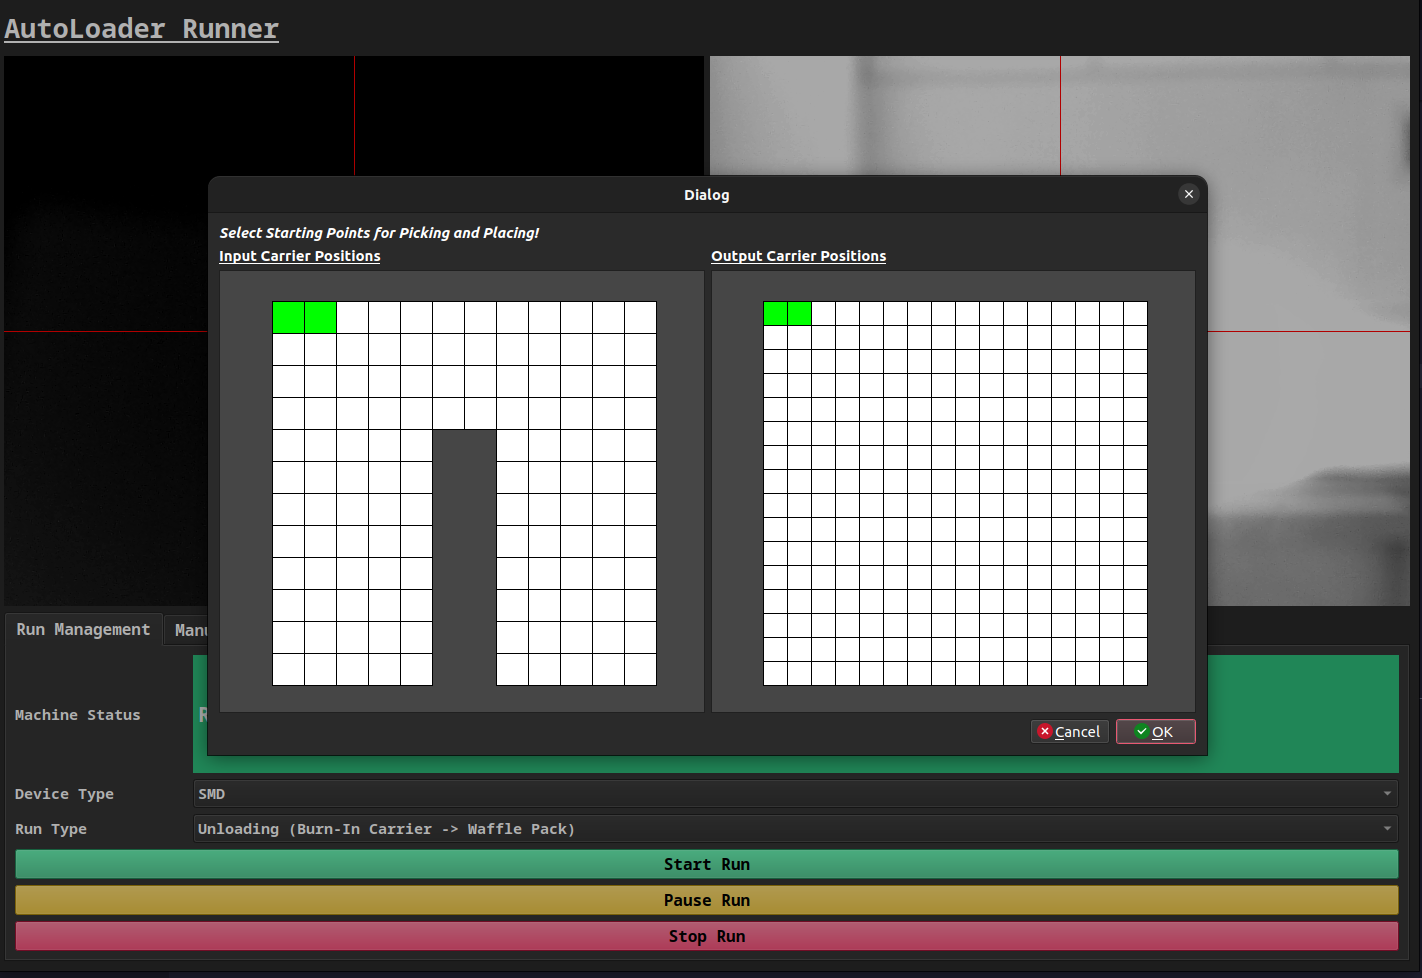 AutoLoader Runner
Dialog
Select Starting Points for Picking and Placing!
Input Carrier Positions
Output Carrier Positions
Cancel
OK
Run Management
Machine Status
Device Type
SMD
Run Type
Unloading (Burn-In Carrier -> Waffle Pack)
Start Run
Pause Run
Stop Run